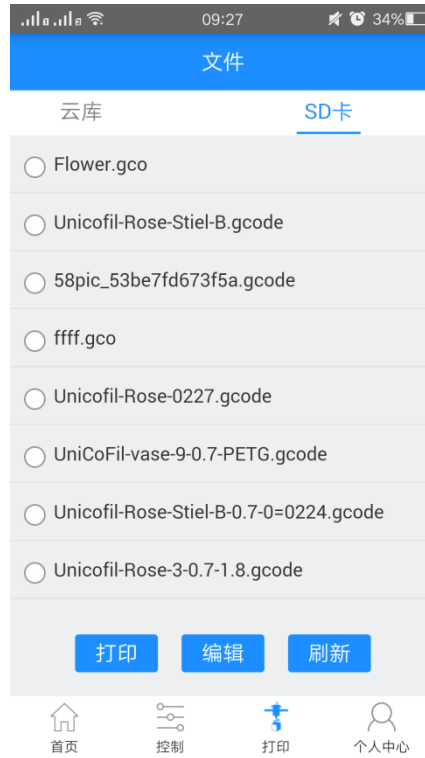 09:27 34%
文件
云库 SD卡
Flower.gco
Unicofil-Rose-Stiel-B.gcode
58pic_53be7fd673f5a.gcode
ffff.gco
Unicofil-Rose-0227.gcode
UniCoFil-vase-9-0.7-PETG.gcode
Unicofil-Rose-Stiel-B-0.7-0=0224.gcode
Unicofil-Rose-3-0.7-1.8.gcode
打印 编辑 刷新
首页 控制 打印 个人中心